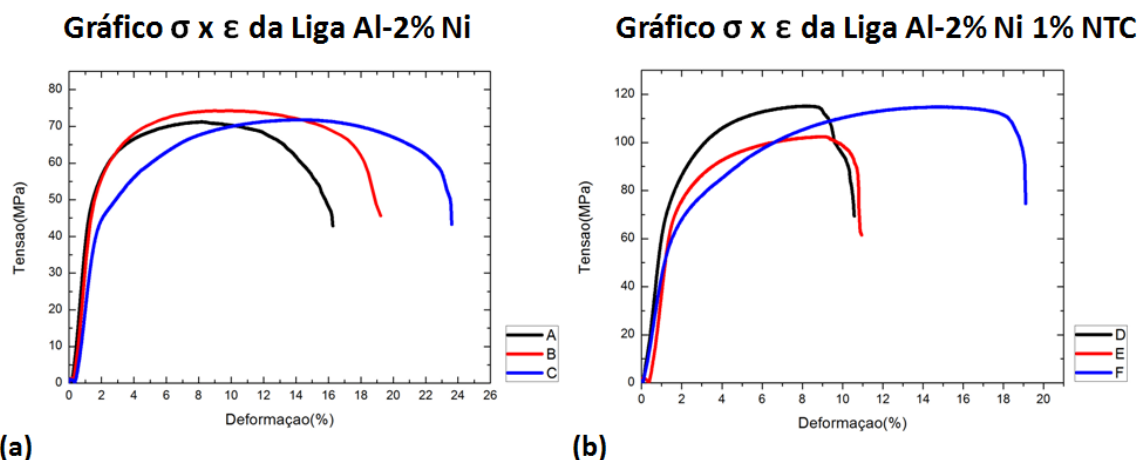 Gráfico σ x ε da Liga Al-2% Ni
80
70
60
50
40
30
20
10
0
Tensao(MPa)
0 2 4 6 8 10 12 14 16 18 20 22 24 26
Deformaçao(%)
A
B
C
(a)
Gráfico σ x ε da Liga Al-2% Ni 1% NTC
120
100
80
60
40
20
0
Tensao(MPa)
0 2 4 6 8 10 12 14 16 18 20
Deformaçao(%)
D
E
F
(b)